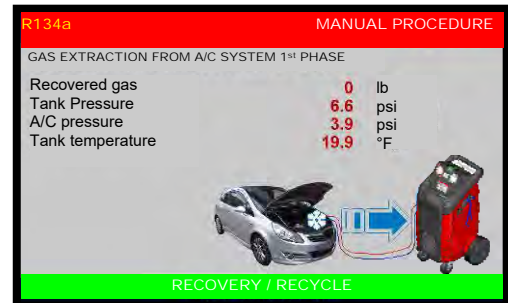 R134a MANUAL PROCEDURE
GAS EXTRACTION FROM A/C SYSTEM 1st PHASE
Recovered gas 0 lb
Tank Pressure 6.6 psi
A/C pressure 3.9 psi
Tank temperature 19.9 °F
RECOVERY / RECYCLE